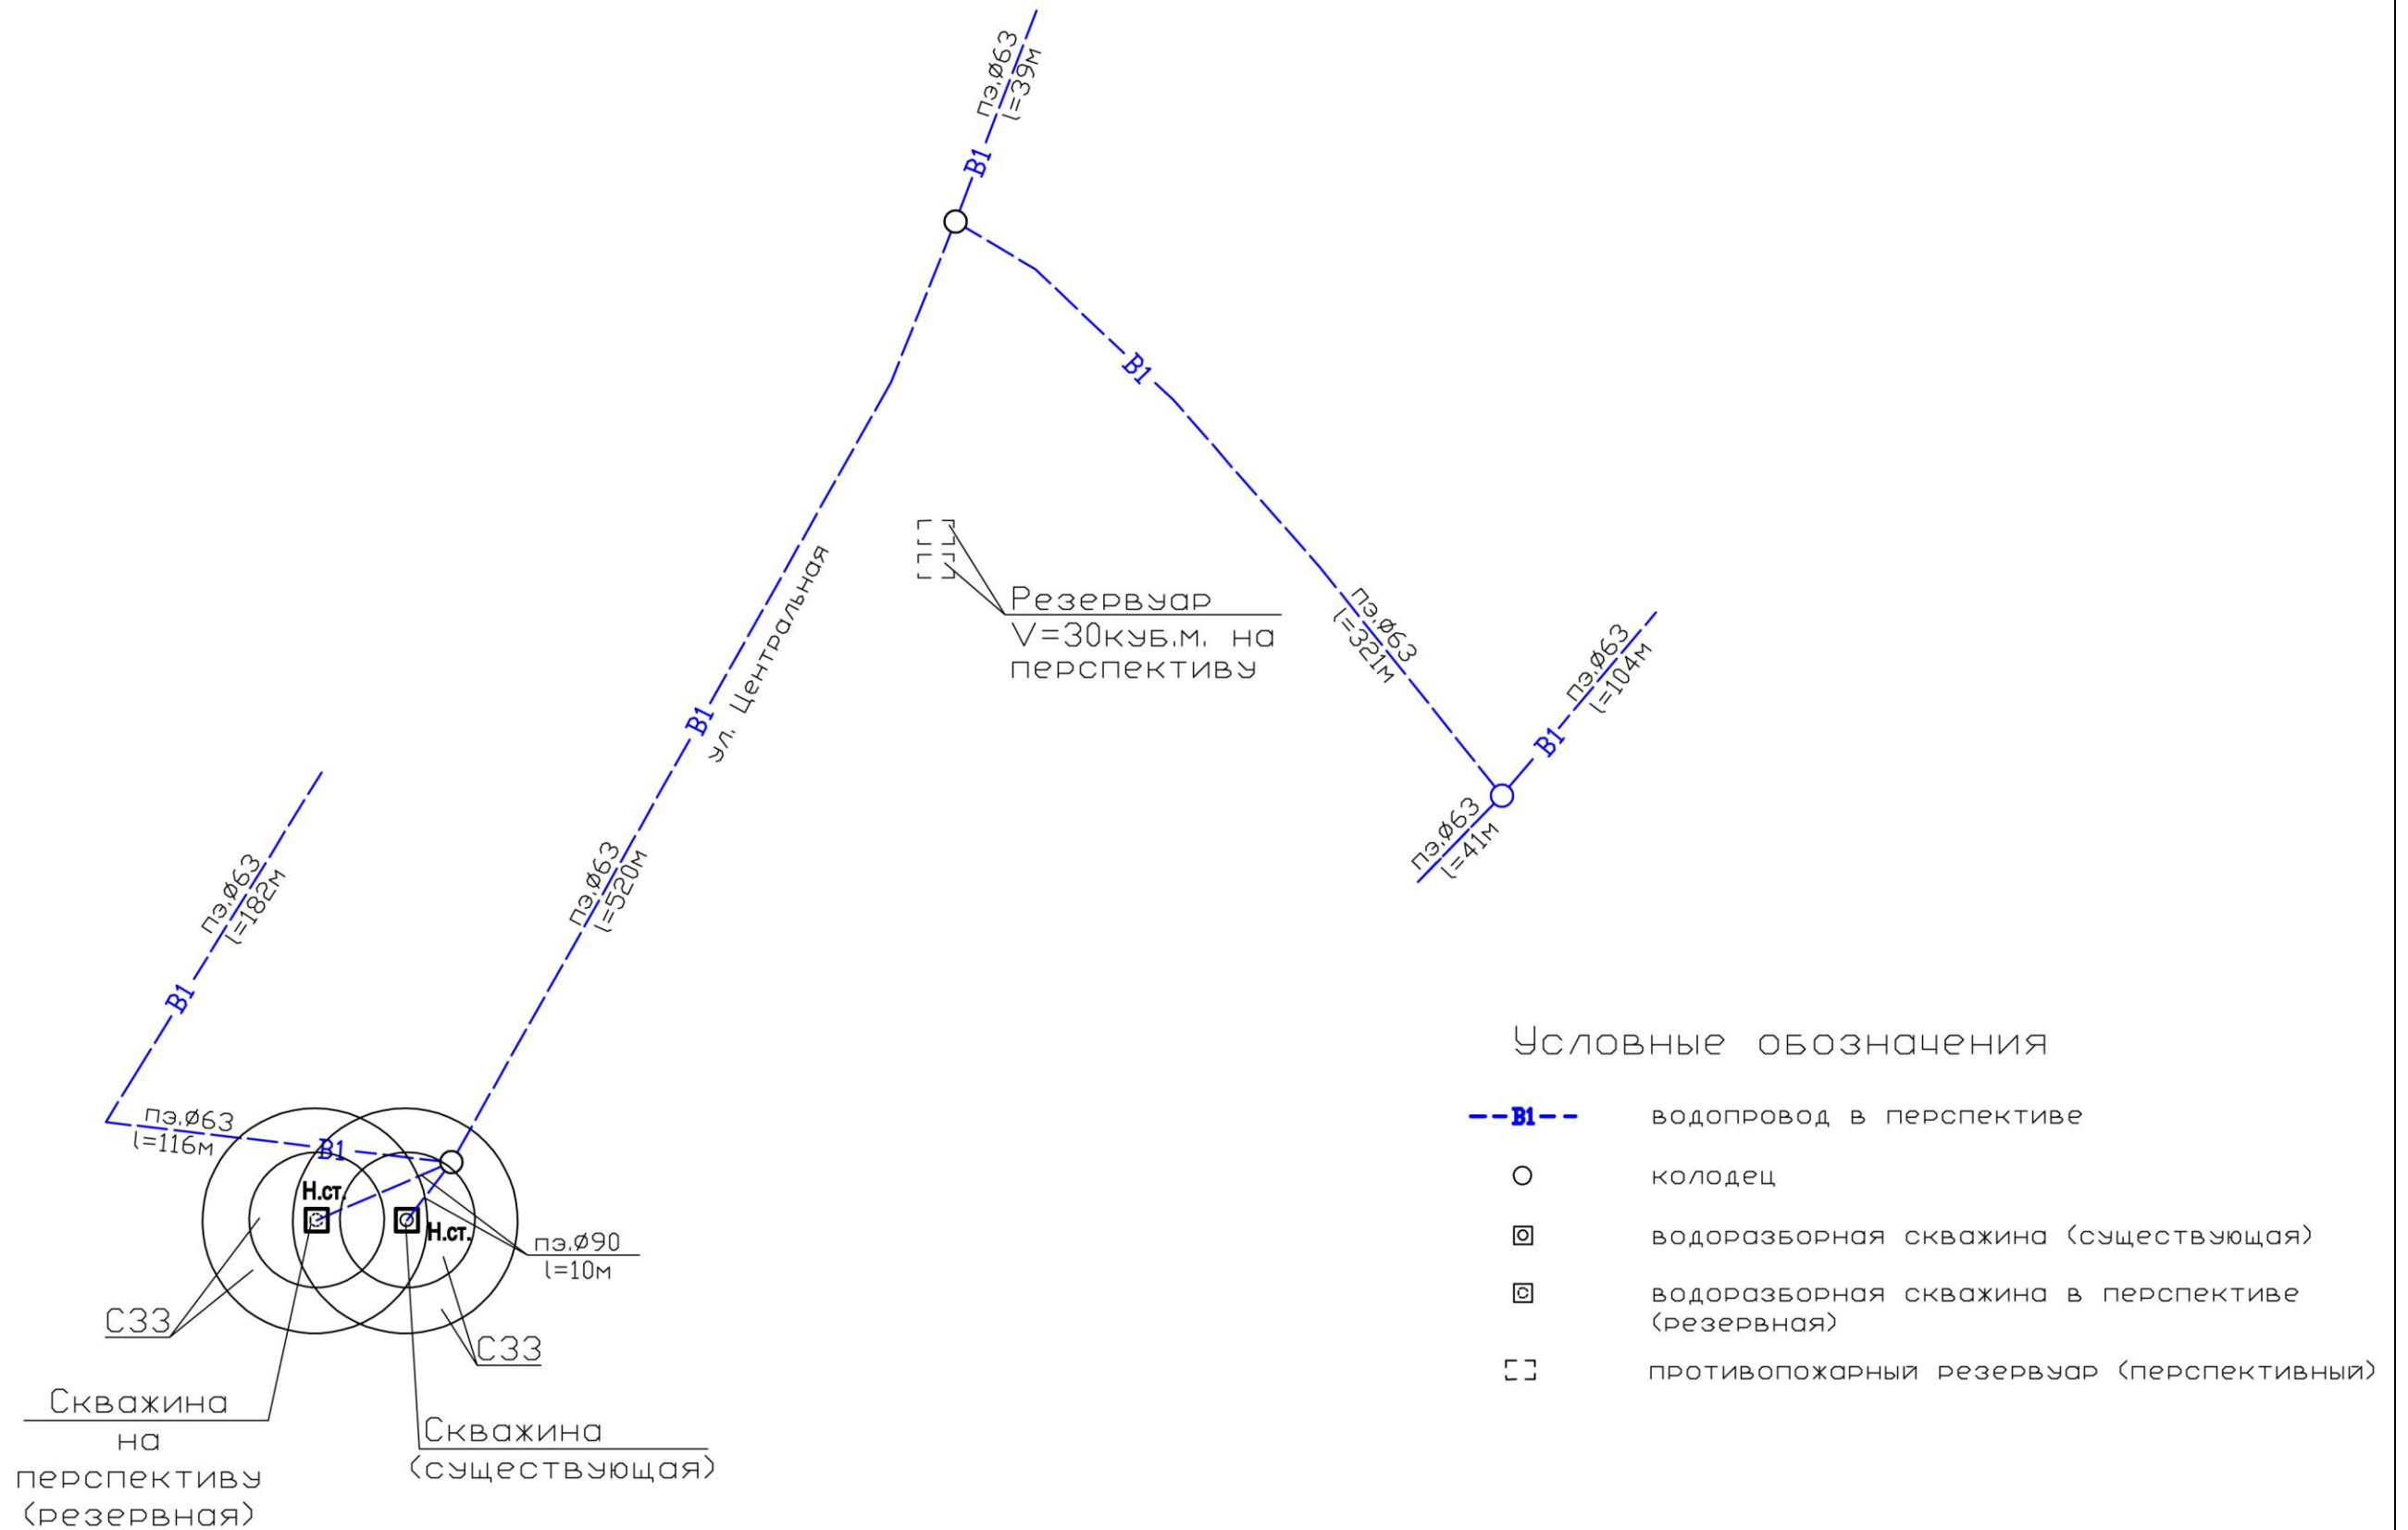 пэ.Ø63
l=39м
В1
В1
Резервуар
V=30куб.м. на
перспективу
пэ.Ø63
l=321м
пэ.Ø63
l=104м
В1
пэ.Ø63
l=41м
ул. Центральная
В1
пэ.Ø63
l=520м
пэ.Ø63
l=182м
В1
пэ.Ø63
l=116м
В1
Н.ст.
Н.ст.
пэ.Ø90
l=10м
СЗЗ
СЗЗ
Скважина
на
перспективу
(резервная)
Скважина
(существующая)
Условные обозначения
В1 водопровод в перспективе
колодец
водоразборная скважина (существующая)
водоразборная скважина в перспективе
(резервная)
противопожарный резервуар (перспективный)